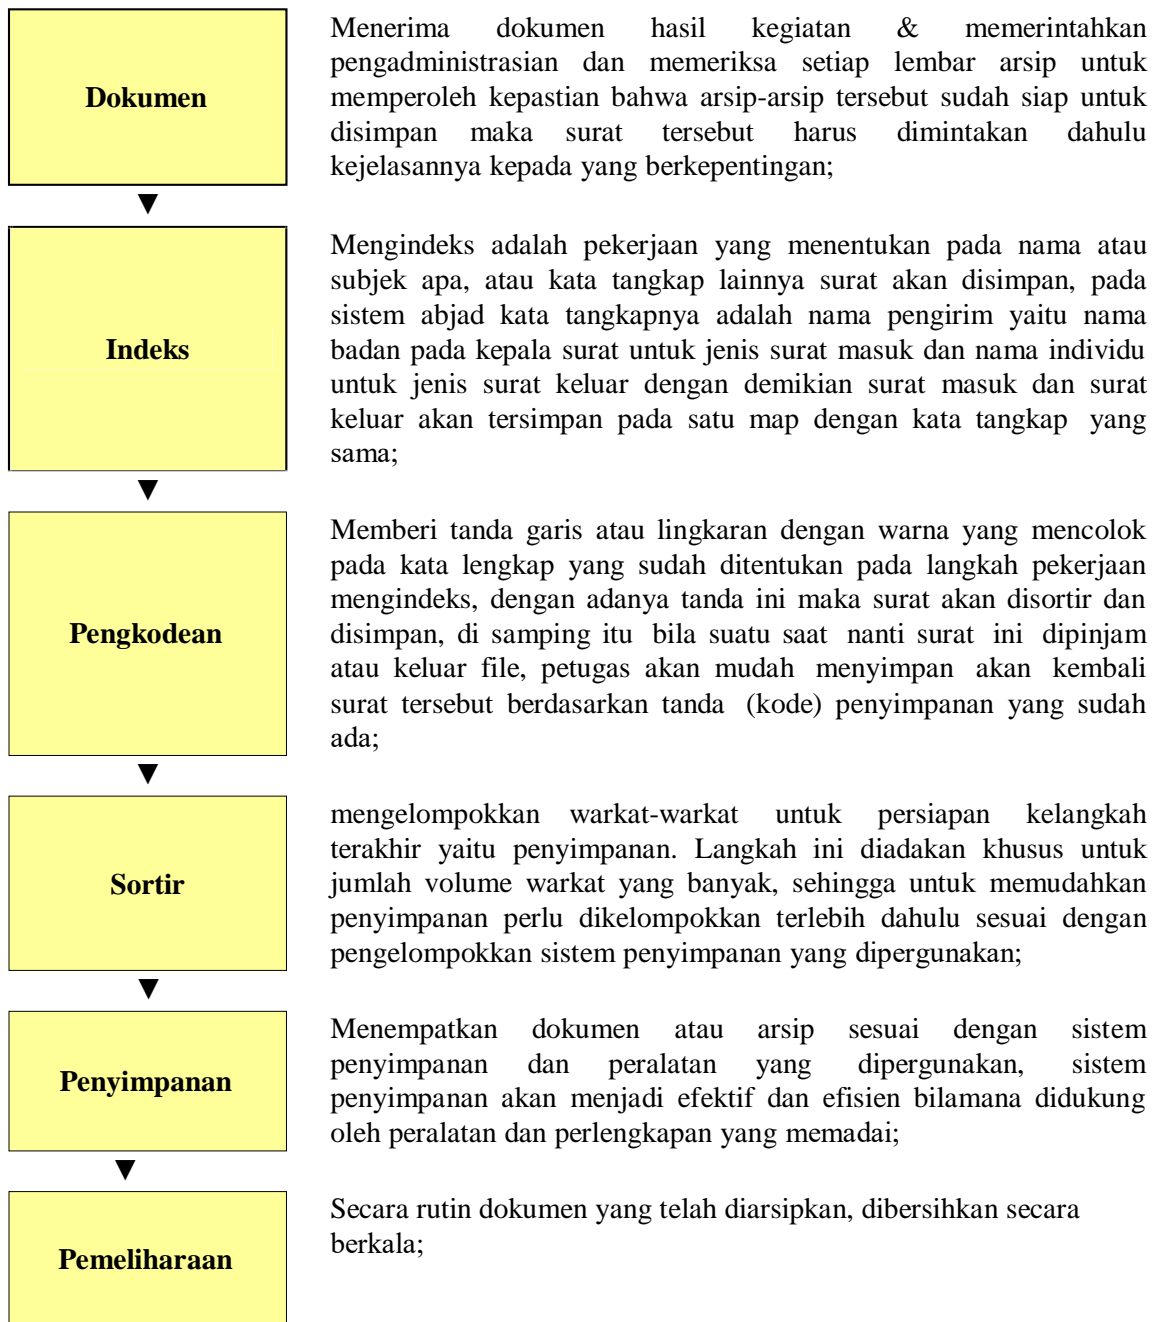 Dokumen
Menerima dokumen hasil kegiatan & memerintahkan
pengadministrasian dan memeriksa setiap lembar arsip untuk
memperoleh kepastian bahwa arsip-arsip tersebut sudah siap untuk
disimpan maka surat tersebut harus dimintakan dahulu
kejelasannya kepada yang berkepentingan;
▼
Indeks
Mengindeks adalah pekerjaan yang menentukan pada nama atau
subjek apa, atau kata tangkap lainnya surat akan disimpan, pada
sistem abjad kata tangkapnya adalah nama pengirim yaitu nama
badan pada kepala surat untuk jenis surat masuk dan nama individu
untuk jenis surat keluar dengan demikian surat masuk dan surat
keluar akan tersimpan pada satu map dengan kata tangkap yang
sama;
▼
Pengkodean
Memberi tanda garis atau lingkaran dengan warna yang mencolok
pada kata lengkap yang sudah ditentukan pada langkah pekerjaan
mengindeks, dengan adanya tanda ini maka surat akan disortir dan
disimpan, di samping itu bila suatu saat nanti surat ini dipinjam
atau keluar file, petugas akan mudah menyimpan akan kembali
surat tersebut berdasarkan tanda (kode) penyimpanan yang sudah
ada;
▼
Sortir
mengelompokkan warkat-warkat untuk persiapan kelangkah
terakhir yaitu penyimpanan. Langkah ini diadakan khusus untuk
jumlah volume warkat yang banyak, sehingga untuk memudahkan
penyimpanan perlu dikelompokkan terlebih dahulu sesuai dengan
pengelompokkan sistem penyimpanan yang dipergunakan;
▼
Penyimpanan
Menempatkan dokumen atau arsip sesuai dengan sistem
penyimpanan dan peralatan yang dipergunakan, sistem
penyimpanan akan menjadi efektif dan efisien bilamana didukung
oleh peralatan dan perlengkapan yang memadai;
▼
Pemeliharaan
Secara rutin dokumen yang telah diarsipkan, dibersihkan secara
berkala;